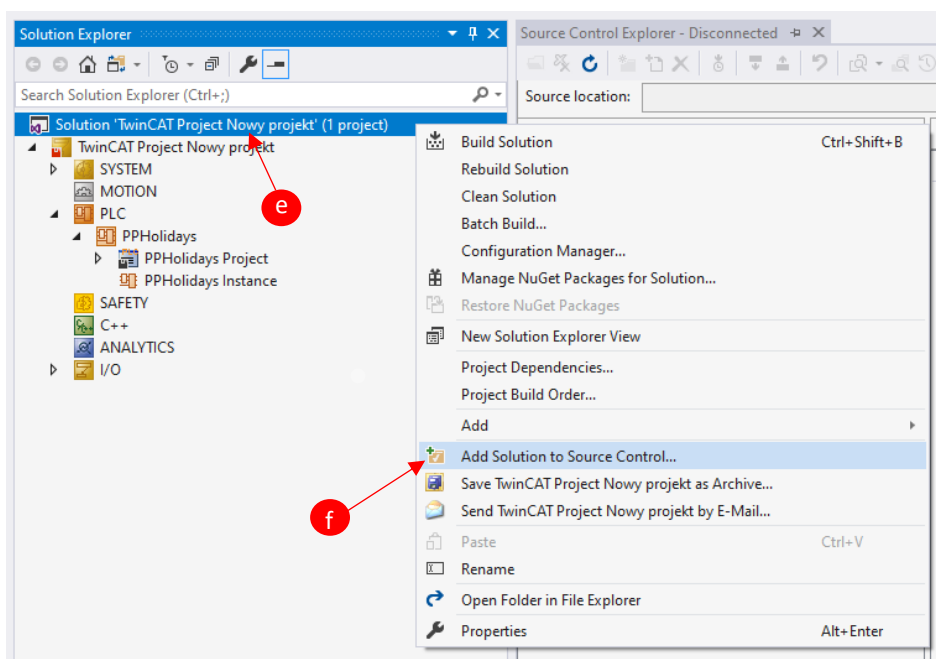 Solution Explorer
Search Solution Explorer (Ctrl+;)
Solution 'TwinCAT Project Nowy projekt' (1 project)
TwinCAT Project Nowy projekt
SYSTEM
MOTION
PLC
PPHolidays
PPHolidays Project
PPHolidays Instance
SAFETY
C++
ANALYTICS
I/O
e
f
Source Control Explorer - Disconnected
Source location:
Build Solution Ctrl+Shift+B
Rebuild Solution
Clean Solution
Batch Build...
Configuration Manager...
Manage NuGet Packages for Solution...
Restore NuGet Packages
New Solution Explorer View
Project Dependencies...
Project Build Order...
Add
Add Solution to Source Control...
Save TwinCAT Project Nowy projekt as Archive...
Send TwinCAT Project Nowy projekt by E-Mail...
Paste Ctrl+V
Rename
Open Folder in File Explorer
Properties Alt+Enter